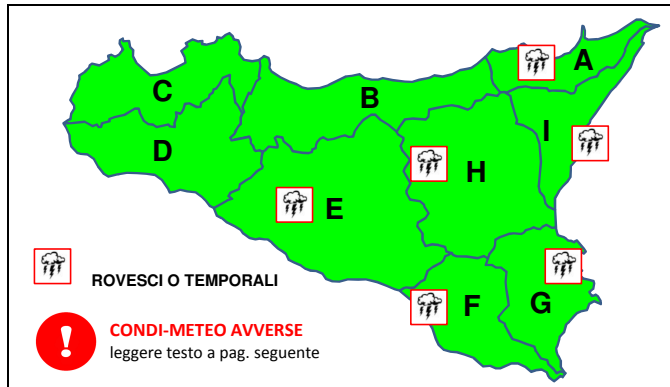 A
C
B
I
D
H
E
ROVESCI O TEMPORALI
F
G
! CONDI-METEO AVVERSE
leggere testo a pag. seguente